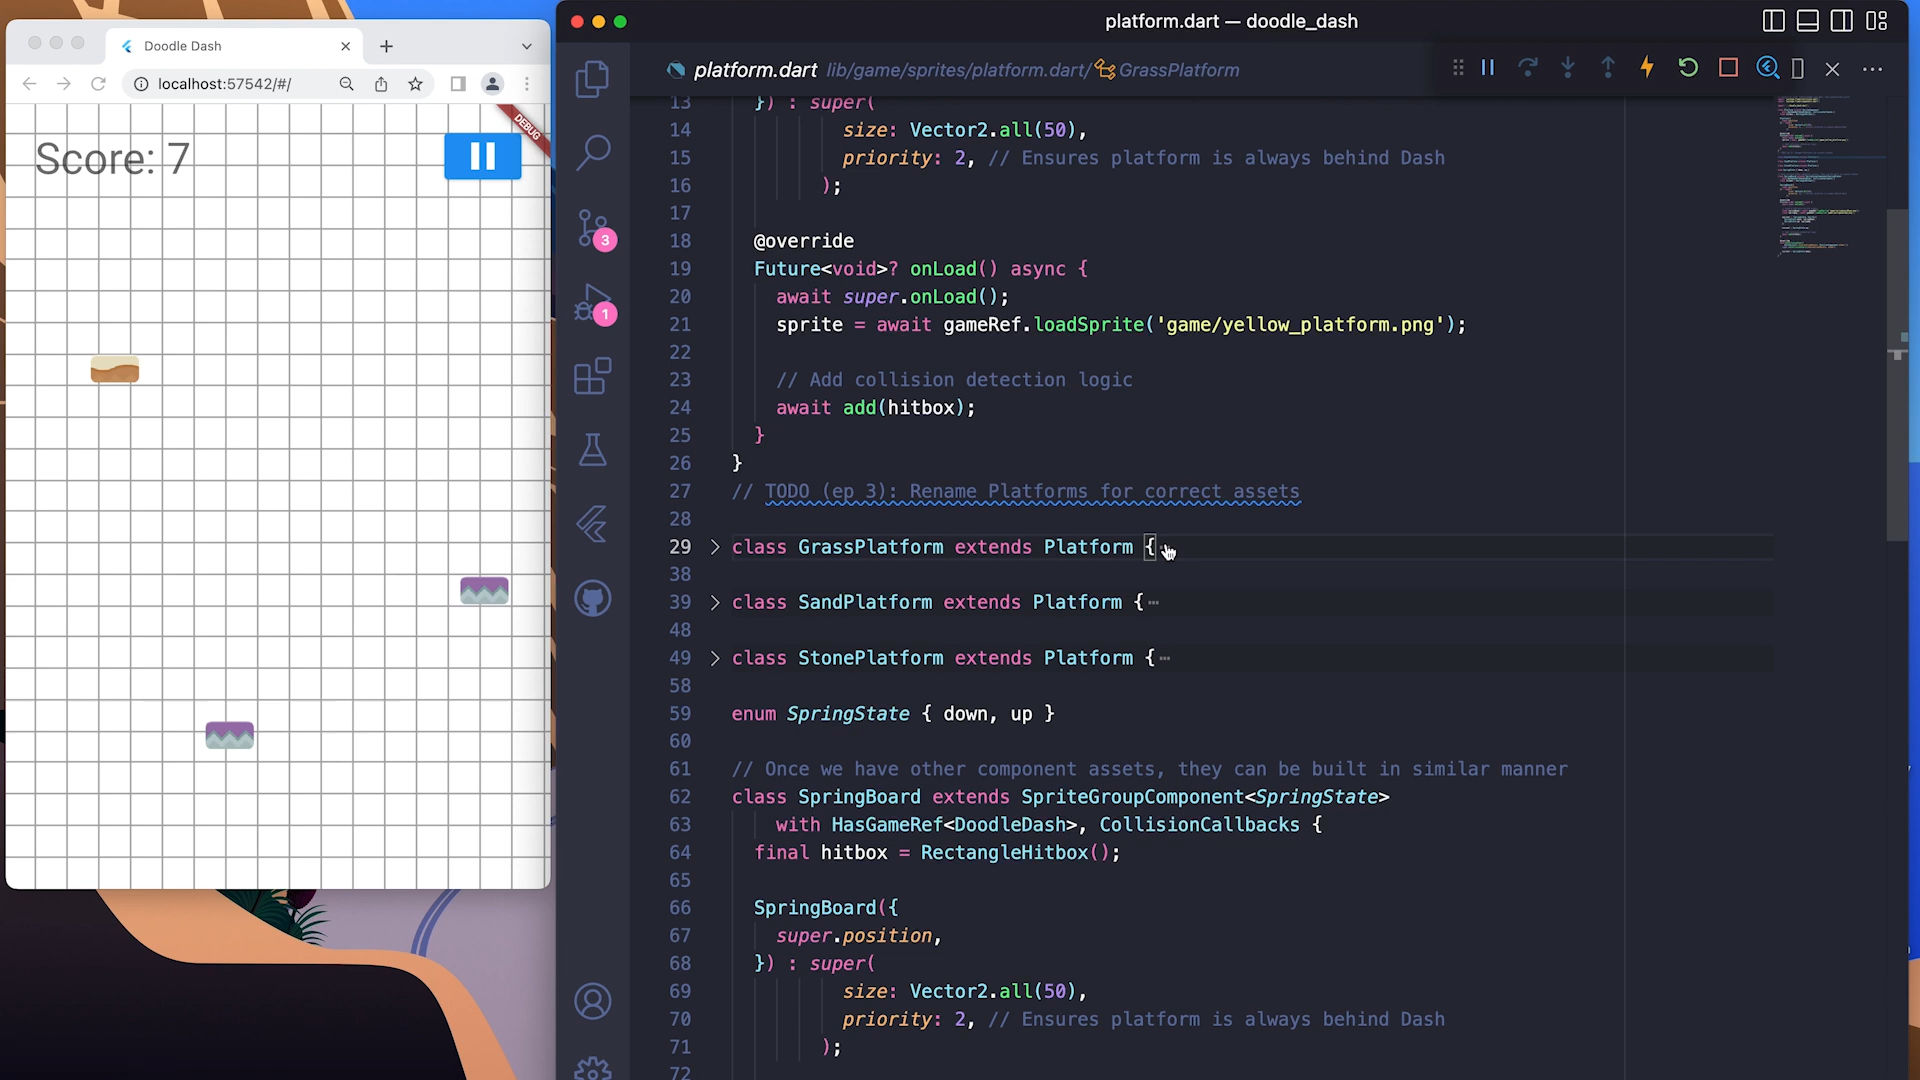 Doodle Dash
localhost:57542/#/
DEBUG
Score: 7
platform.dart — doodle_dash
platform.dart lib/game/sprites/platform.dart/ GrassPlatform
3
1
13 }) : super(
14 size: Vector2.all(50),
15 priority: 2, // Ensures platform is always behind Dash
16 );
17
18 @override
19 Future<void>? onLoad() async {
20 await super.onLoad();
21 sprite = await gameRef.loadSprite('game/yellow_platform.png');
22
23 // Add collision detection logic
24 await add(hitbox);
25 }
26 }
27 // TODO (ep 3): Rename Platforms for correct assets
28
29 class GrassPlatform extends Platform {
38
39 class SandPlatform extends Platform {⋯
48
49 class StonePlatform extends Platform {⋯
58
59 enum SpringState { down, up }
60
61 // Once we have other component assets, they can be built in similar manner
62 class SpringBoard extends SpriteGroupComponent<SpringState>
63 with HasGameRef<DoodleDash>, CollisionCallbacks {
64 final hitbox = RectangleHitbox();
65
66 SpringBoard({
67 super.position,
68 }) : super(
69 size: Vector2.all(50),
70 priority: 2, // Ensures platform is always behind Dash
71 );
72